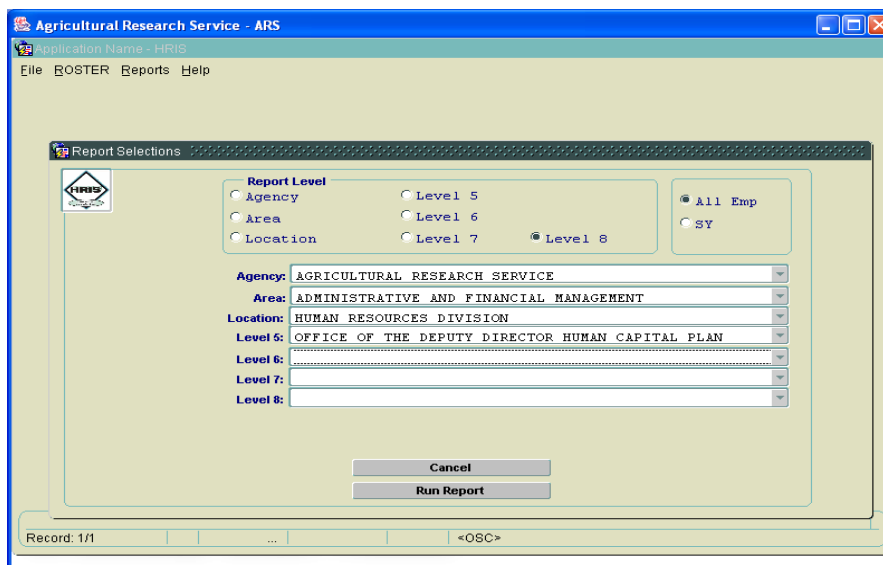 Agricultural Research Service - ARS
Application Name - HRIS
File ROSTER Reports Help
Report Selections
HRIS
Report Level
Agency Level 5
Area Level 6
Location Level 7 Level 8
All Emp
SY
Agency: AGRICULTURAL RESEARCH SERVICE
Area: ADMINISTRATIVE AND FINANCIAL MANAGEMENT
Location: HUMAN RESOURCES DIVISION
Level 5: OFFICE OF THE DEPUTY DIRECTOR HUMAN CAPITAL PLAN
Level 6:
Level 7:
Level 8:
Cancel
Run Report
Record: 1/1 ... <OSC>